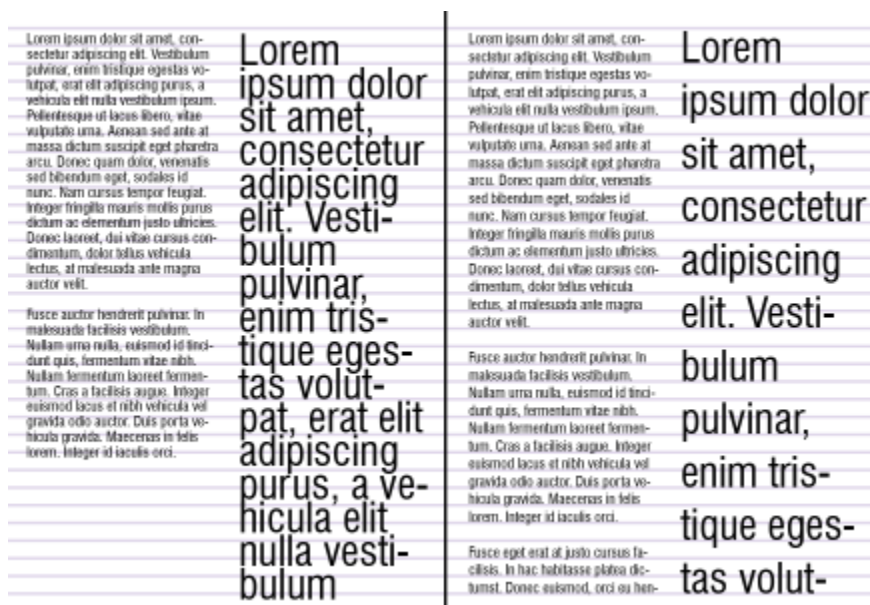 Lorem ipsum dolor sit amet, con-
sectetur adipiscing elit. Vestibulum
pulvinar, enim tristique egestas vo-
lutpat, erat elit adipiscing purus, a
vehicula elit nulla vestibulum ipsum.
Pellentesque ut lacus libero, vitae
vulputate urna. Aenean sed ante at
massa dictum suscipit eget pharetra
arcu. Donec quam dolor, venenatis
sed bibendum eget, sodales id
nunc. Nam cursus tempor feugiat.
Integer fringilla mauris mollis purus
dictum ac elementum justo ultricies.
Donec laoreet, dui vitae cursus con-
dimentum, dolor tellus vehicula
lectus, at malesuada ante magna
auctor velit.
Fusce auctor hendrerit pulvinar. In
malesuada facilisis vestibulum.
Nullam urna nulla, euismod id tinci-
dunt quis, fermentum vitae nibh.
Nullam fermentum laoreet fermen-
tum. Cras a facilisis augue. Integer
euismod lacus et nibh vehicula vel
gravida odio auctor. Duis porta ve-
hicula gravida. Maecenas in felis
lorem. Integer id iaculis orci.
Lorem
ipsum dolor
sit amet,
consectetur
adipiscing
elit. Vesti-
bulum
pulvinar,
enim tris-
tique eges-
tas volut-
pat, erat elit
adipiscing
purus, a ve-
hicula elit
nulla vesti-
bulum
Lorem ipsum dolor sit amet, con-
sectetur adipiscing elit. Vestibulum
pulvinar, enim tristique egestas vo-
lutpat, erat elit adipiscing purus, a
vehicula elit nulla vestibulum ipsum.
Pellentesque ut lacus libero, vitae
vulputate urna. Aenean sed ante at
massa dictum suscipit eget pharetra
arcu. Donec quam dolor, venenatis
sed bibendum eget, sodales id
nunc. Nam cursus tempor feugiat.
Integer fringilla mauris mollis purus
dictum ac elementum justo ultricies.
Donec laoreet, dui vitae cursus con-
dimentum, dolor tellus vehicula
lectus, at malesuada ante magna
auctor velit.
Fusce auctor hendrerit pulvinar. In
malesuada facilisis vestibulum.
Nullam urna nulla, euismod id tinci-
dunt quis, fermentum vitae nibh.
Nullam fermentum laoreet fermen-
tum. Cras a facilisis augue. Integer
euismod lacus et nibh vehicula vel
gravida odio auctor. Duis porta ve-
hicula gravida. Maecenas in felis
lorem. Integer id iaculis orci.
Fusce eget erat at justo cursus fa-
cilisis. In hac habitasse platea dic-
tumst. Donec euismod, orci eu hen-
Lorem
ipsum dolor
sit amet,
consectetur
adipiscing
elit. Vesti-
bulum
pulvinar,
enim tris-
tique eges-
tas volut-